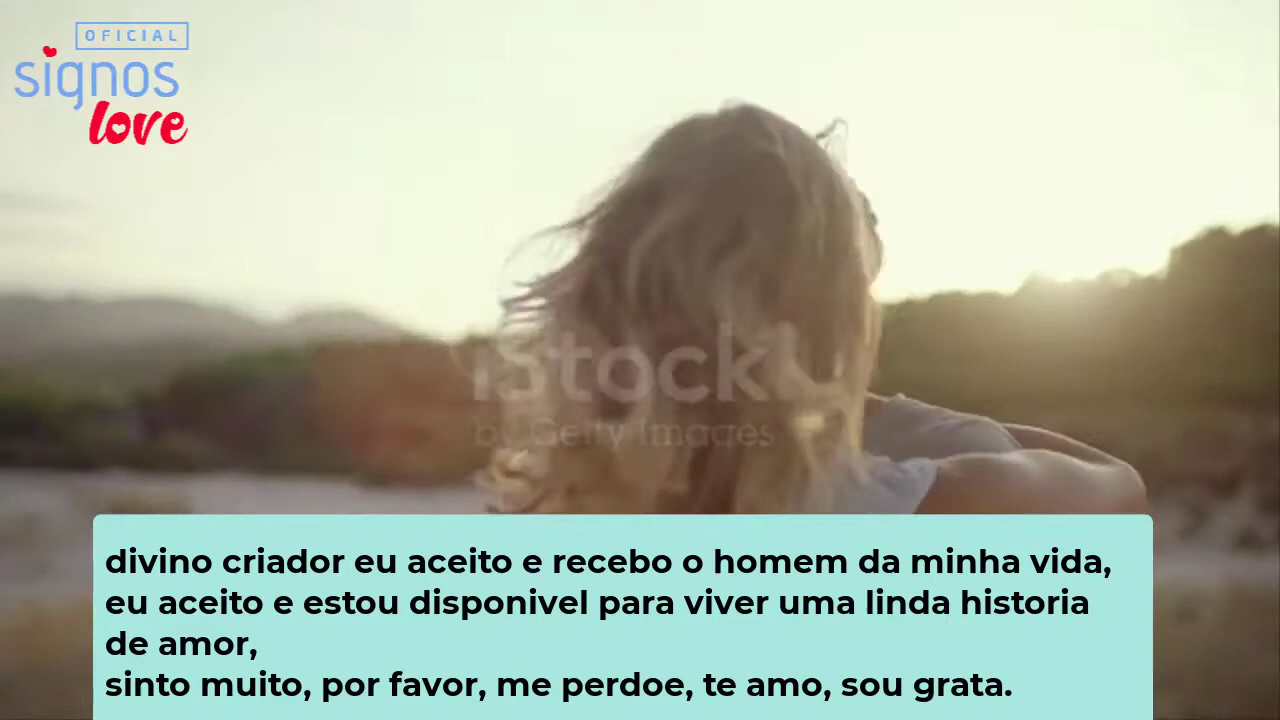 OFICIAL
signos
love
iStock
by Getty Images
divino criador eu aceito e recebo o homem da minha vida,
eu aceito e estou disponivel para viver uma linda historia
de amor,
sinto muito, por favor, me perdoe, te amo, sou grata.